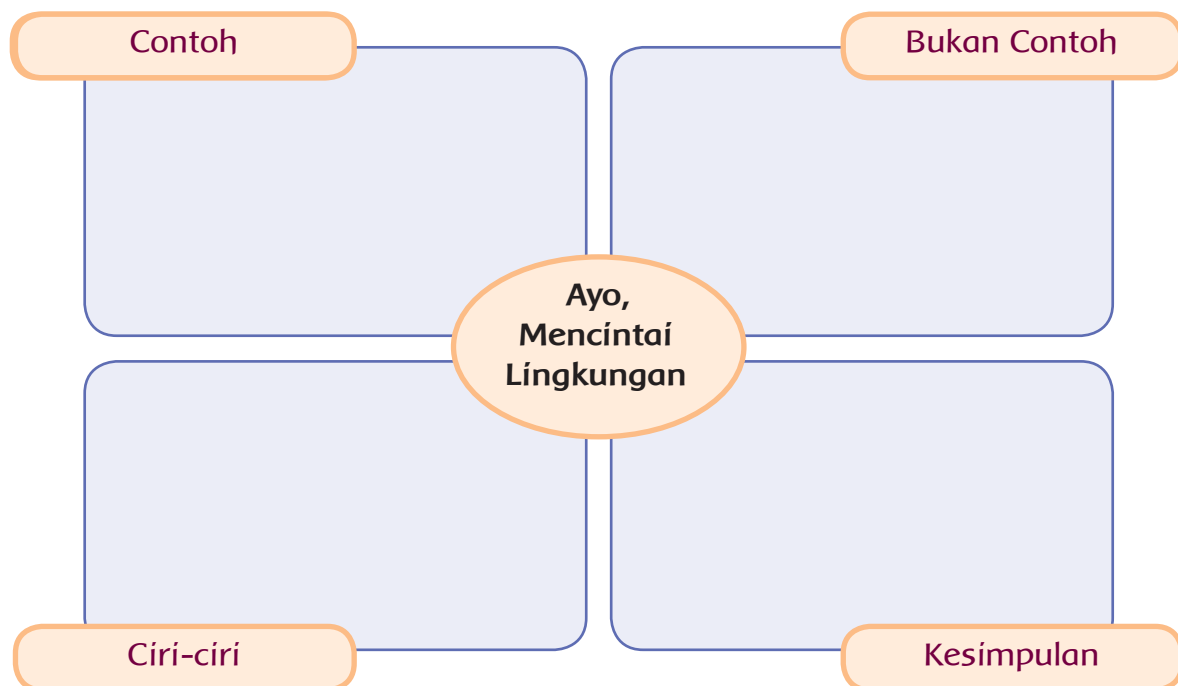 Contoh
Bukan Contoh
Ayo,
Mencintai
Lingkungan
Ciri-ciri
Kesimpulan